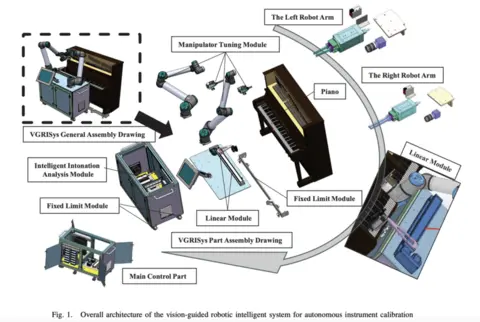 The Left Robot Arm
Manipulator Tuning Module
The Right Robot Arm
Piano
VGRISys General Assembly Drawing
Linear Module
Intelligent Intonation
Analysis Module
Fixed Limit Module
Fixed Limit Module
Linear Module
VGRISys Part Assembly Drawing
Main Control Part
Fig. 1. Overall architecture of the vision-guided robotic intelligent system for autonomous instrument calibration